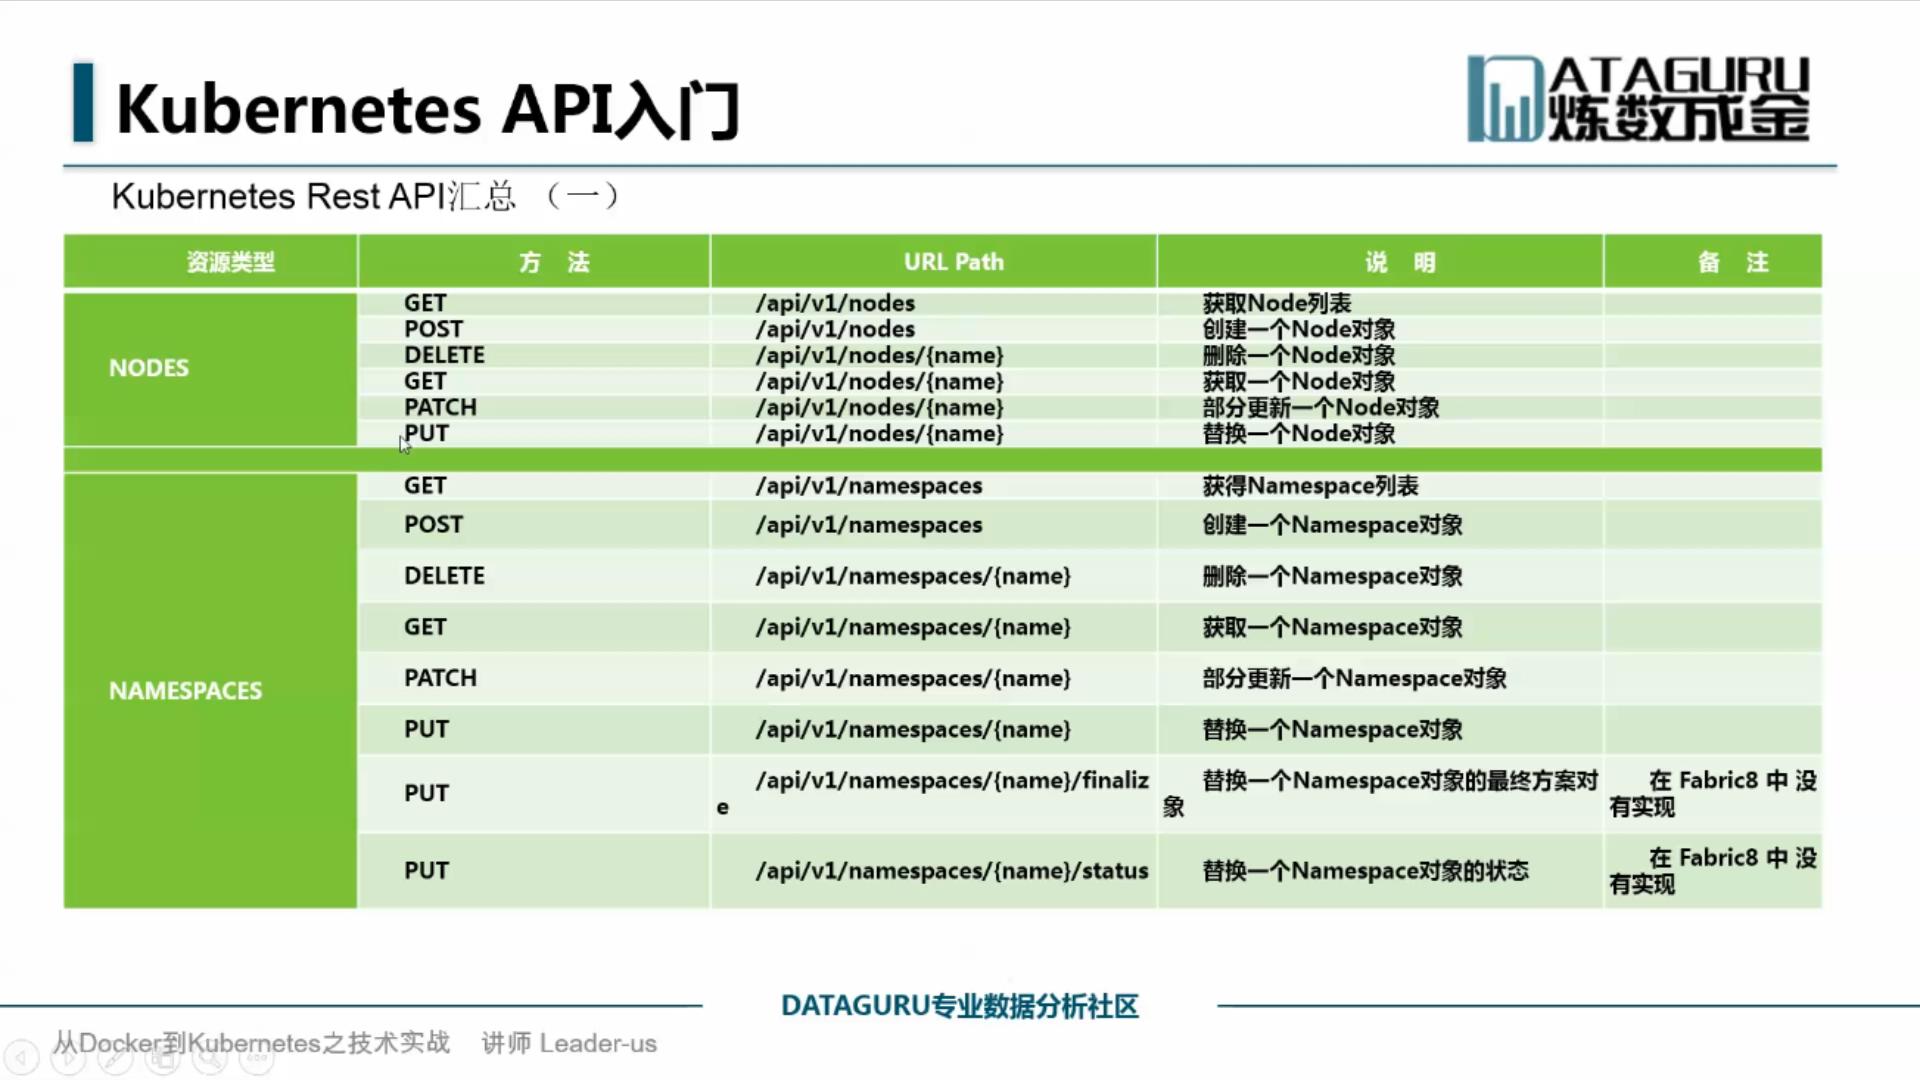 Kubernetes API入门
ATAGURU
炼数成金
Kubernetes Rest API汇总 （一）
资源类型 方 法 URL Path 说 明 备 注
NODES
GET /api/v1/nodes 获取Node列表
POST /api/v1/nodes 创建一个Node对象
DELETE /api/v1/nodes/{name} 删除一个Node对象
GET /api/v1/nodes/{name} 获取一个Node对象
PATCH /api/v1/nodes/{name} 部分更新一个Node对象
PUT /api/v1/nodes/{name} 替换一个Node对象
NAMESPACES
GET /api/v1/namespaces 获得Namespace列表
POST /api/v1/namespaces 创建一个Namespace对象
DELETE /api/v1/namespaces/{name} 删除一个Namespace对象
GET /api/v1/namespaces/{name} 获取一个Namespace对象
PATCH /api/v1/namespaces/{name} 部分更新一个Namespace对象
PUT /api/v1/namespaces/{name} 替换一个Namespace对象
PUT /api/v1/namespaces/{name}/finaliz 替换一个Namespace对象的最终方案对 在 Fabric8 中 没
e 象 有实现
PUT /api/v1/namespaces/{name}/status 替换一个Namespace对象的状态 在 Fabric8 中 没
有实现
DATAGURU专业数据分析社区
从Docker到Kubernetes之技术实战 讲师 Leader-us